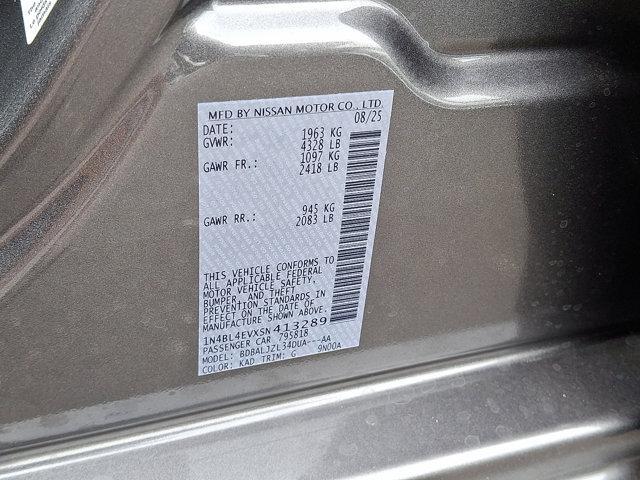 MFD BY NISSAN MOTOR CO., LTD.
DATE: 08/25
GVWR: 1963 KG
4328 LB
GAWR FR.: 1097 KG
2418 LB
GAWR RR.: 945 KG
2083 LB
THIS VEHICLE CONFORMS TO
ALL APPLICABLE FEDERAL
MOTOR VEHICLE SAFETY,
BUMPER, AND THEFT
PREVENTION STANDARDS IN
EFFECT ON THE DATE OF
MANUFACTURE SHOWN ABOVE.
1N4BL4EVXSN413289
PASSENGER CAR 795818
MODEL: BDBALJZL34DUA---AA
COLOR: KAD TRIM: G 9N00A